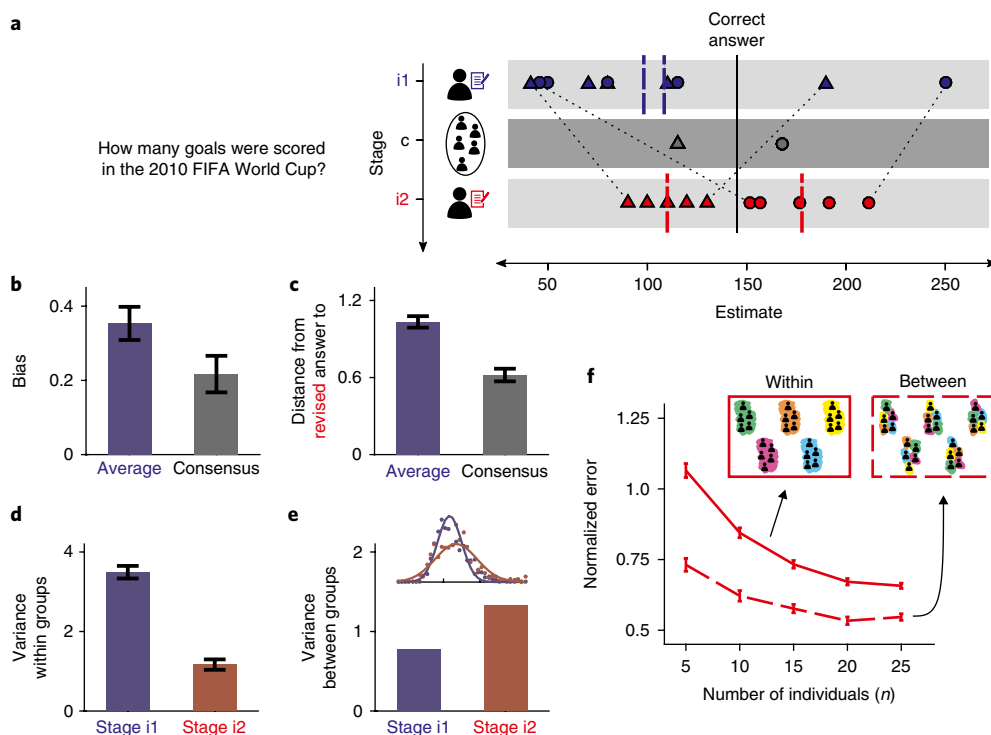 a
Correct
answer
How many goals were scored
in the 2010 FIFA World Cup?
Stage
i1
c
i2
50
100
150
200
250
Estimate
b
0.4
0.2
0
Bias
Average
Consensus
c
1.2
0.6
0
Distance from
revised answer to
Average
Consensus
d
4
2
0
Variance
within groups
Stage i1
Stage i2
e
2
1
0
Variance
between groups
Stage i1
Stage i2
f
Within
Between
1.25
1.0
0.75
0.5
Normalized error
5
10
15
20
25
Number of individuals (n)